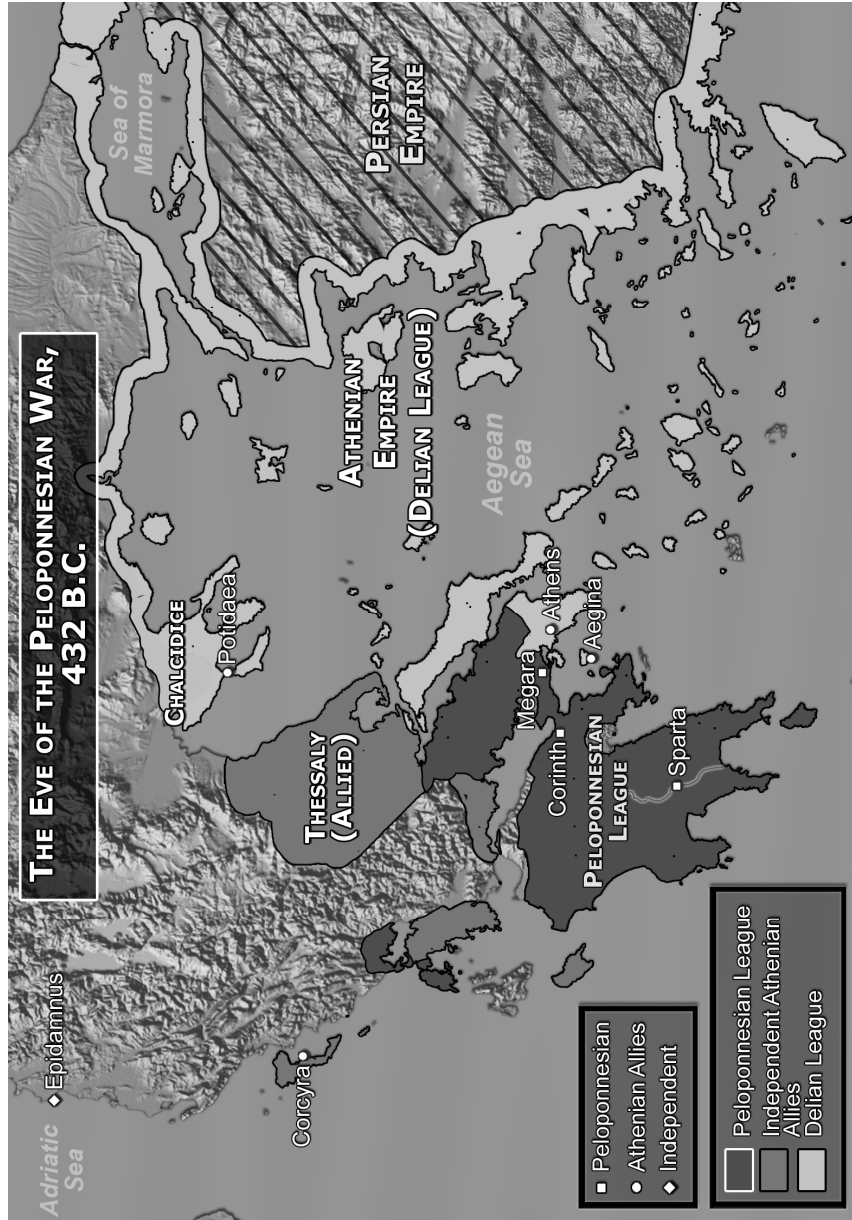 THE EVE OF THE PELOPONNESIAN WAR,
432 B.C.
Adriatic
Sea
Epidamnus
Sea of
Marmora
CHALCIDICE
Potidaea
PERSIAN
EMPIRE
Corcyra
THESSALY
(ALLIED)
ATHENIAN
EMPIRE
(DELIAN LEAGUE)
Aegean
Sea
Megara
Athens
Corinth
Aegina
PELOPONNESIAN
LEAGUE
Sparta
Peloponnesian
Athenian Allies
Independent
Peloponnesian League
Independent Athenian
Allies
Delian League